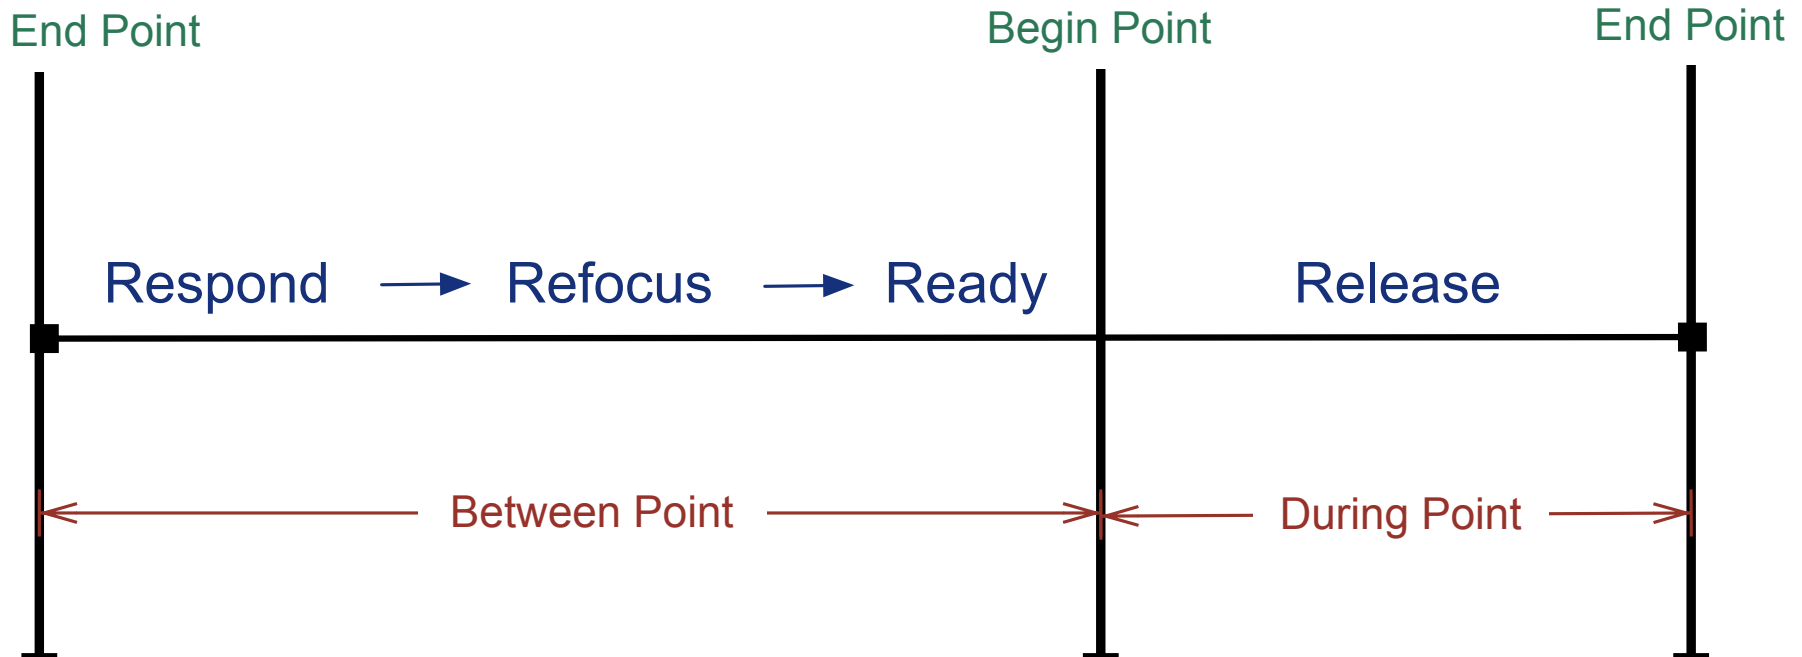 End Point
Begin Point
End Point
Respond
Refocus
Ready
Release
Between Point
During Point